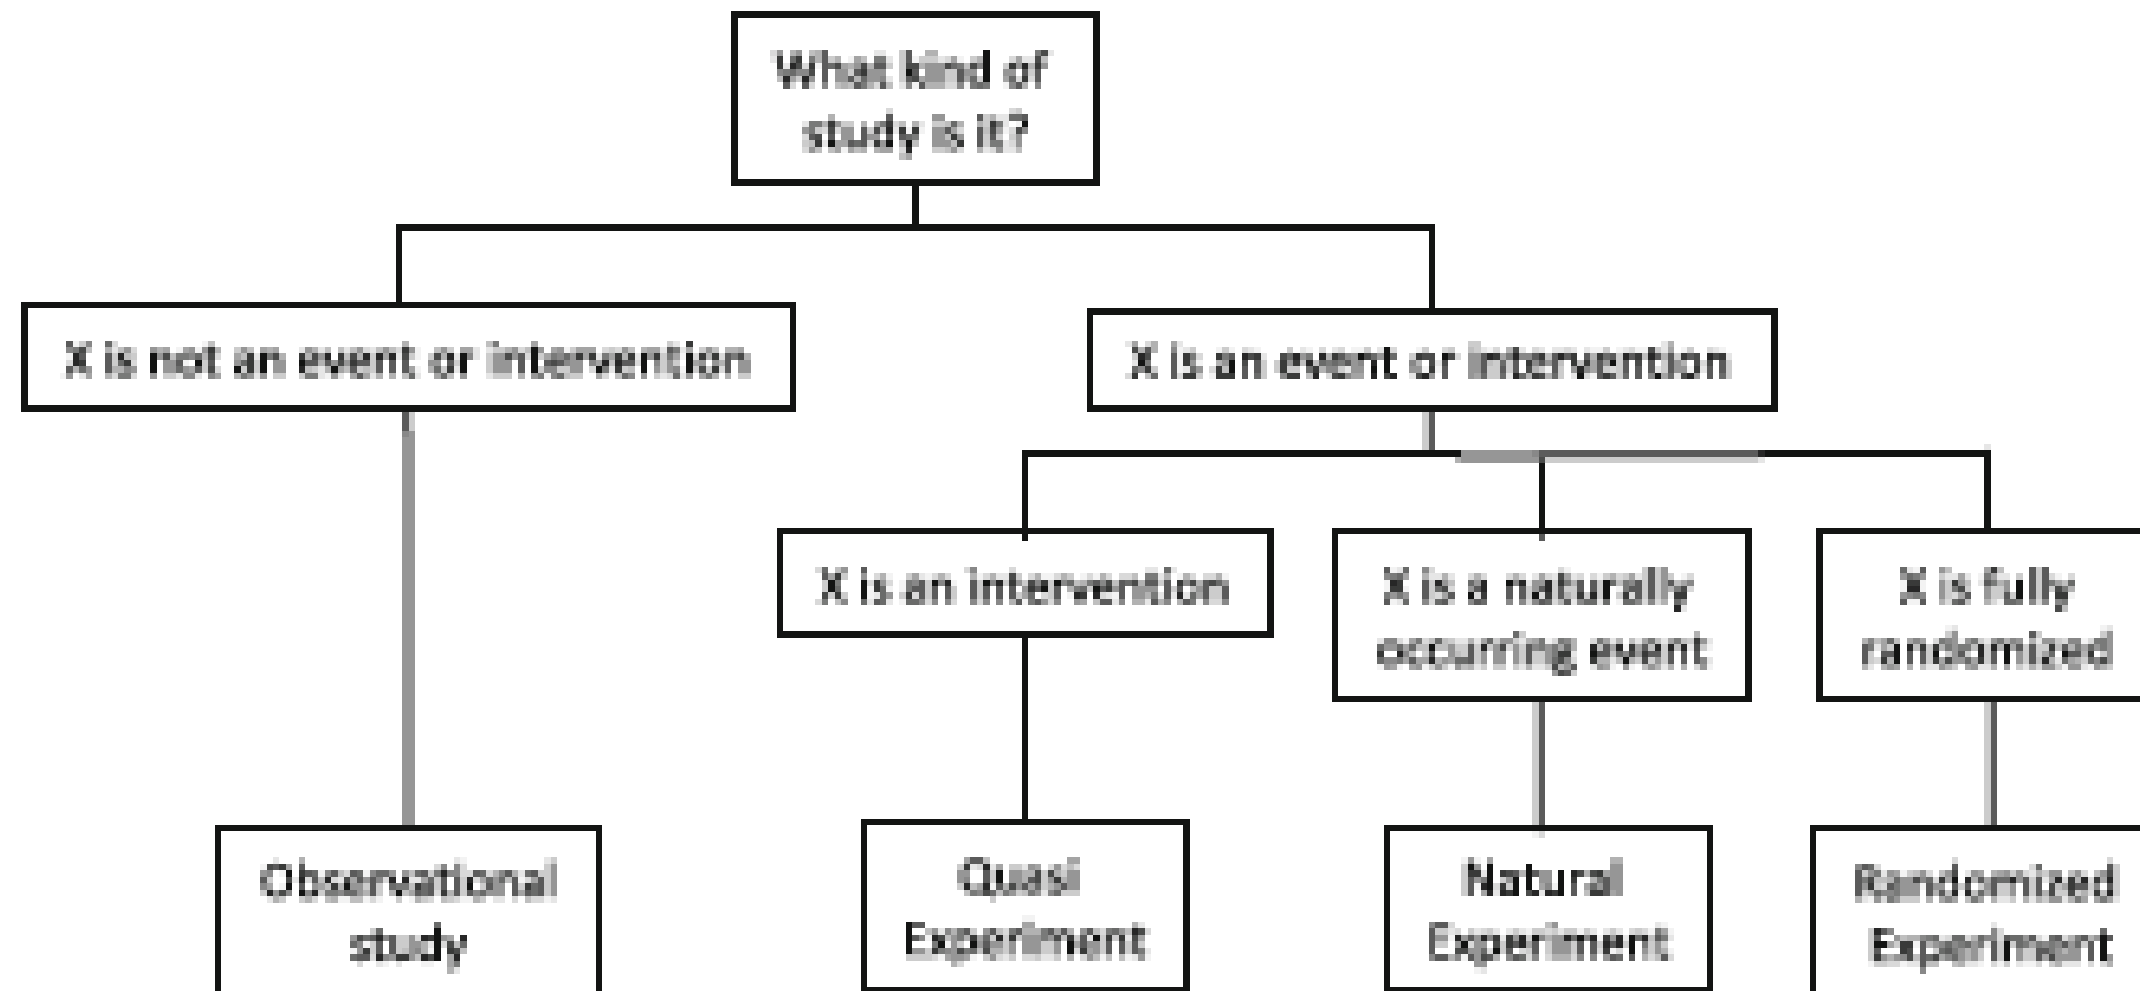 What kind of
study is it?
X is not an event or intervention
X is an event or intervention
X is an intervention
X is a naturally
occurring event
X is fully
randomized
Observational
study
Quasi
Experiment
Natural
Experiment
Randomized
Experiment